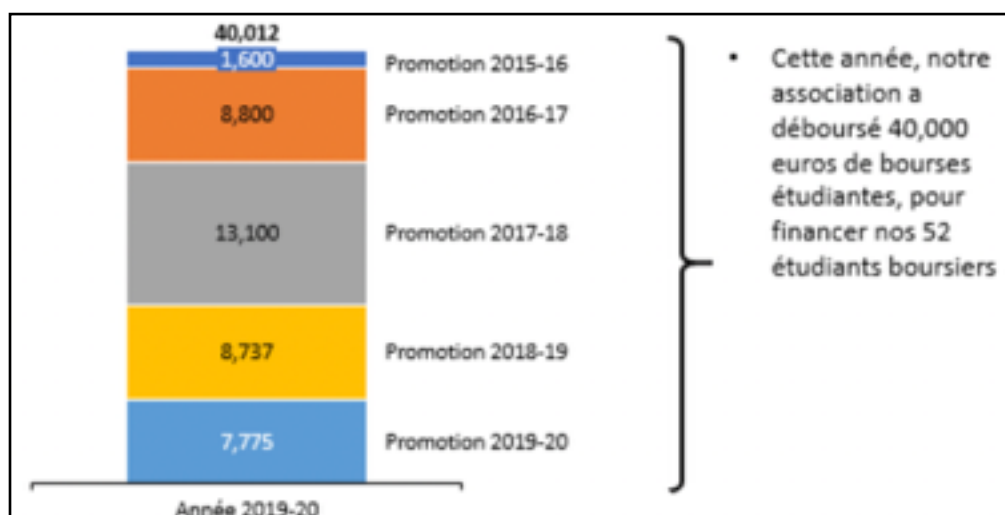 40,012
1,600
Promotion 2015-16
8,800
Promotion 2016-17
13,100
Promotion 2017-18
8,737
Promotion 2018-19
7,775
Promotion 2019-20
Année 2019-20
• Cette année, notre
association a
déboursé 40,000
euros de bourses
étudiantes, pour
financer nos 52
étudiants boursiers